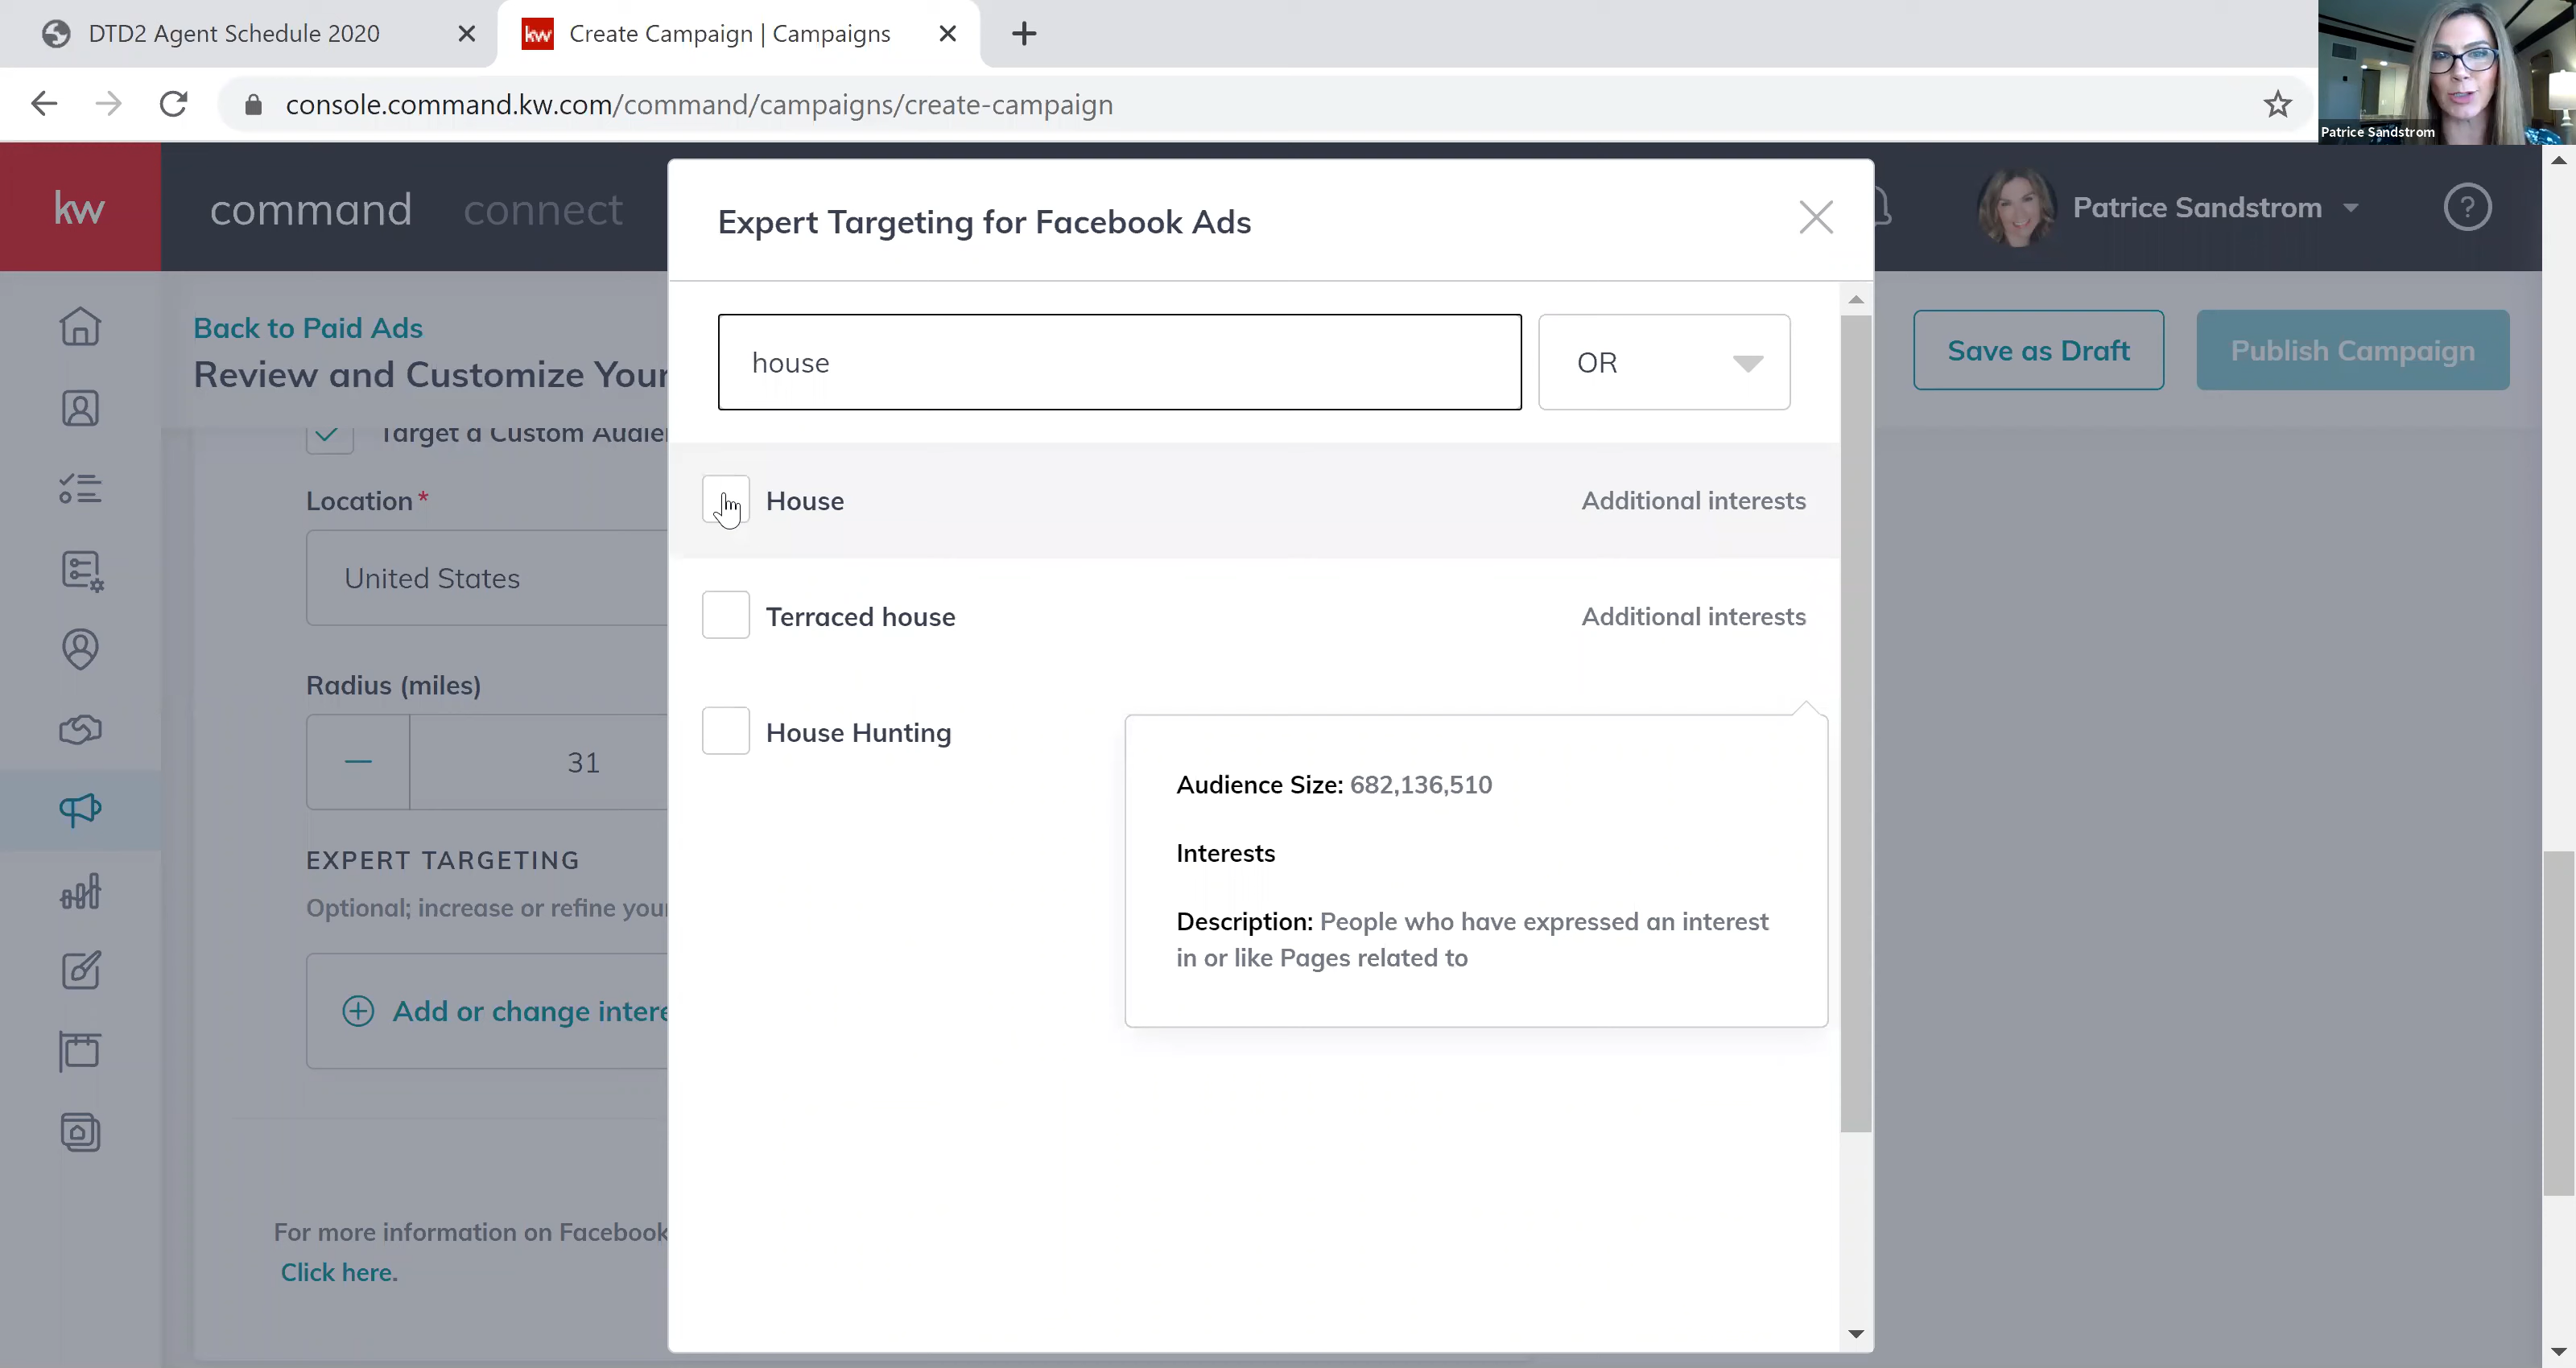 DTD2 Agent Schedule 2020
kw Create Campaign | Campaigns
console.command.kw.com/command/campaigns/create-campaign
Patrice Sandstrom
kw command connect
Patrice Sandstrom
?
Expert Targeting for Facebook Ads
Back to Paid Ads
Review and Customize Your
Save as Draft
Publish Campaign
house
OR
Target a Custom Audie
Location*
United States
Radius (miles)
31
EXPERT TARGETING
Optional; increase or refine your
Add or change intere
For more information on Facebook
Click here.
House
Additional interests
Terraced house
Additional interests
House Hunting
Audience Size: 682,136,510
Interests
Description: People who have expressed an interest
in or like Pages related to